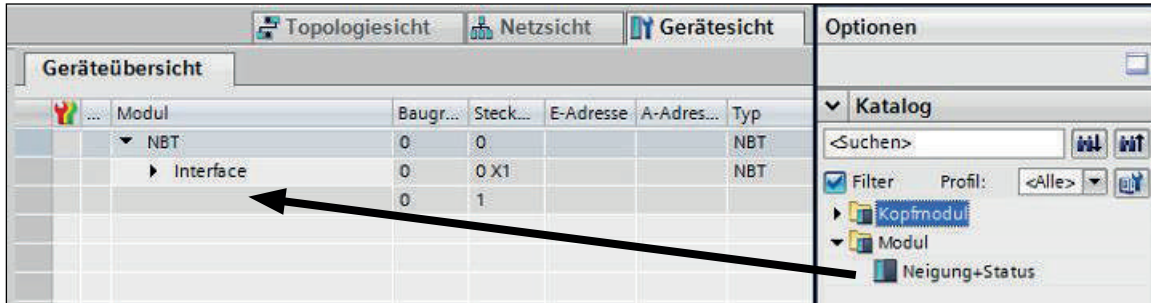 Topologiesicht Netzsicht Gerätesicht
Geräteübersicht
... Modul Baugr... Steck... E-Adresse A-Adres... Typ
NBT 0 0 NBT
Interface 0 0 X1 NBT
0 1
Optionen
Katalog
<Suchen>
Filter Profil: <Alle>
Kopfmodul
Modul
Neigung+Status